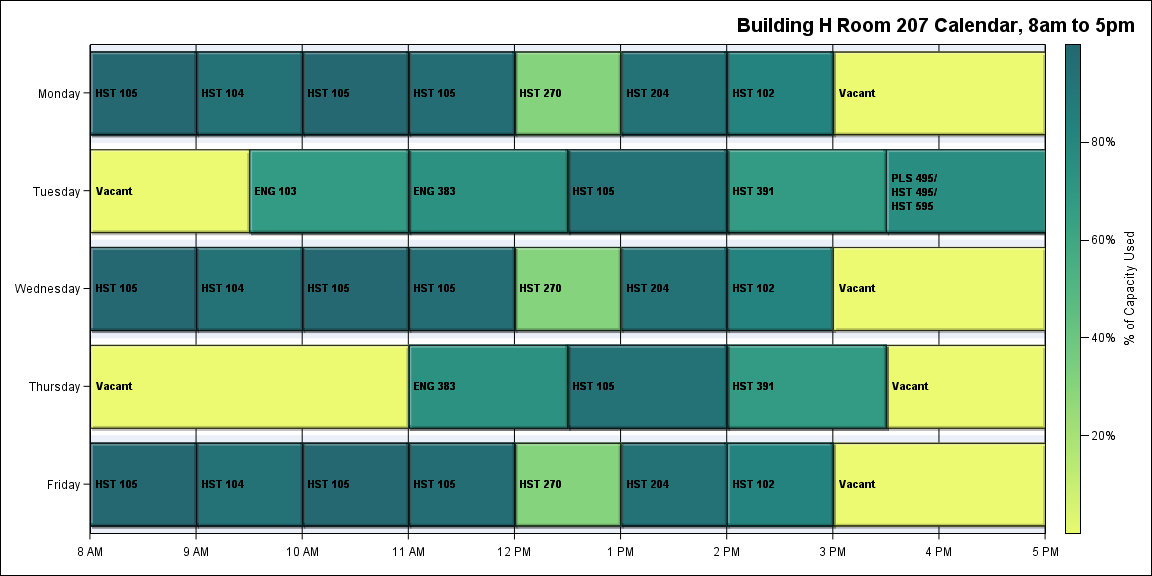 Building H Room 207 Calendar, 8am to 5pm
Monday
HST 105
HST 104
HST 105
HST 105
HST 270
HST 204
HST 102
Vacant
Tuesday
Vacant
ENG 103
ENG 383
HST 105
HST 391
PLS 495/
HST 495/
HST 595
Wednesday
HST 105
HST 104
HST 105
HST 105
HST 270
HST 204
HST 102
Vacant
Thursday
Vacant
ENG 383
HST 105
HST 391
Vacant
Friday
HST 105
HST 104
HST 105
HST 105
HST 270
HST 204
HST 102
Vacant
8 AM
9 AM
10 AM
11 AM
12 PM
1 PM
2 PM
3 PM
4 PM
5 PM
80%
60%
40%
20%
% of Capacity Used